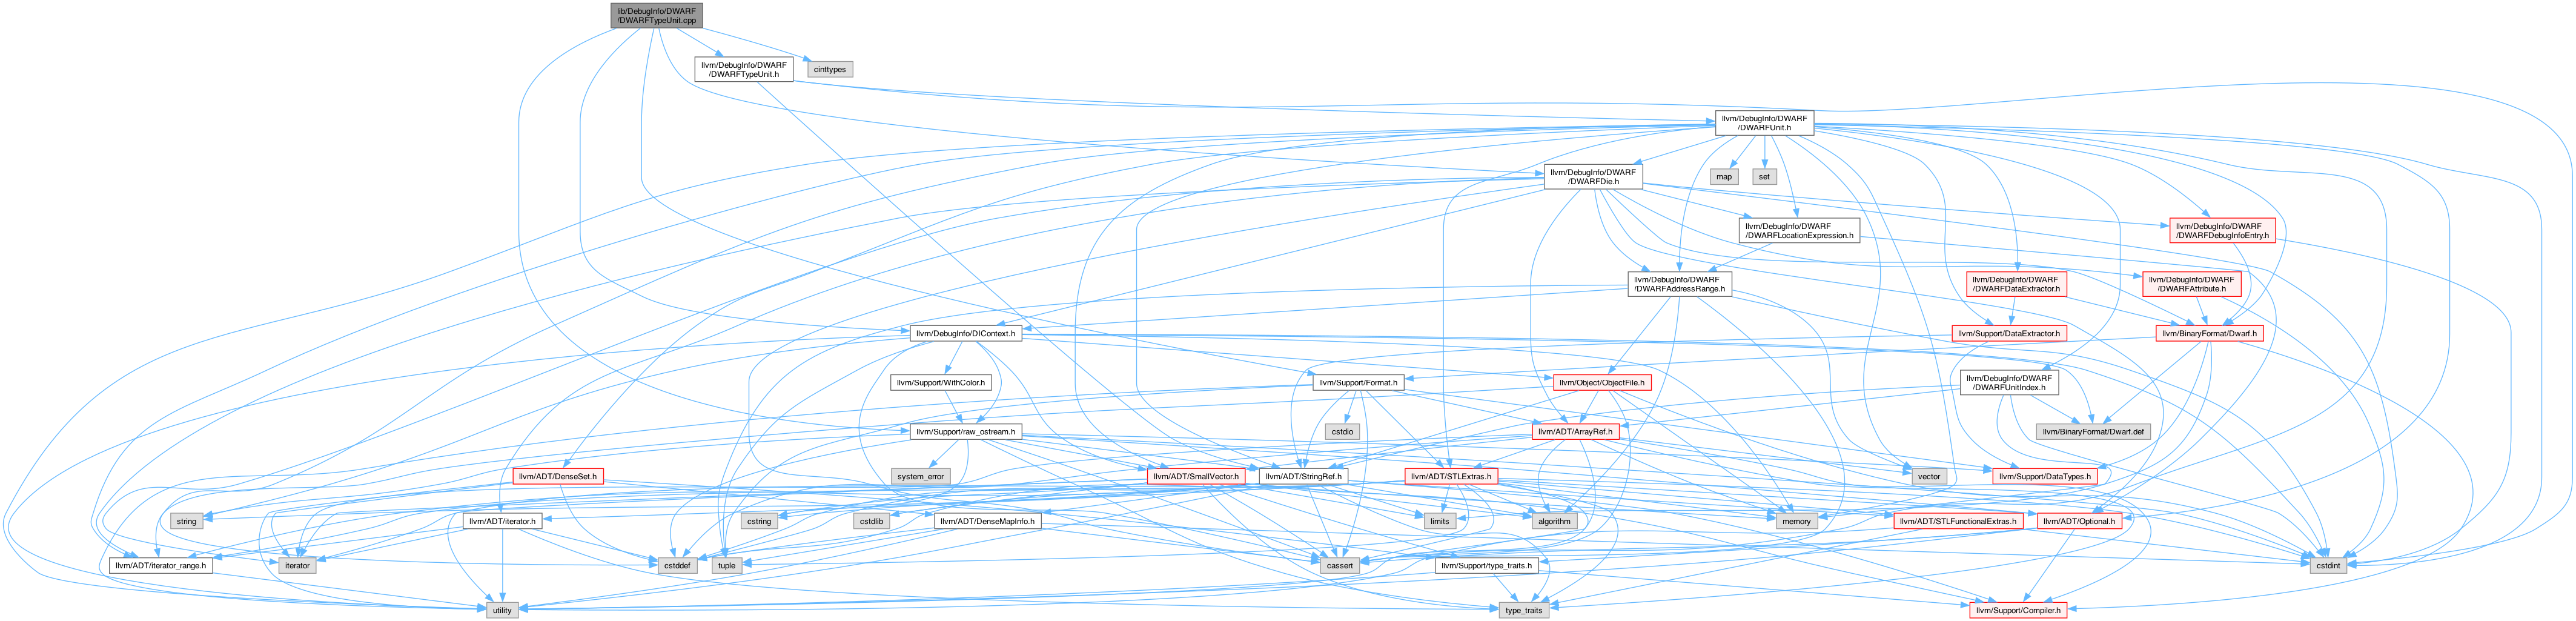 lib/DebugInfo/DWARF
/DWARFTypeUnit.cpp
llvm/DebugInfo/DWARF
/DWARFTypeUnit.h
cinttypes
llvm/DebugInfo/DWARF
/DWARFUnit.h
llvm/DebugInfo/DWARF
/DWARFDie.h
map
set
llvm/DebugInfo/DWARF
/DWARFLocationExpression.h
llvm/DebugInfo/DWARF
/DWARFDebugInfoEntry.h
llvm/DebugInfo/DWARF
/DWARFAddressRange.h
llvm/DebugInfo/DWARF
/DWARFDataExtractor.h
llvm/DebugInfo/DWARF
/DWARFAttribute.h
llvm/DebugInfo/DIContext.h
llvm/Support/DataExtractor.h
llvm/BinaryFormat/Dwarf.h
llvm/Support/WithColor.h
llvm/Support/Format.h
llvm/Object/ObjectFile.h
llvm/DebugInfo/DWARF
/DWARFUnitIndex.h
llvm/Support/raw_ostream.h
cstdio
llvm/ADT/ArrayRef.h
llvm/BinaryFormat/Dwarf.def
llvm/ADT/DenseSet.h
system_error
llvm/ADT/SmallVector.h
llvm/ADT/StringRef.h
llvm/ADT/STLExtras.h
vector
llvm/Support/DataTypes.h
string
llvm/ADT/iterator.h
cstring
cstdlib
llvm/ADT/DenseMapInfo.h
limits
algorithm
memory
llvm/ADT/STLFunctionalExtras.h
llvm/ADT/Optional.h
llvm/ADT/iterator_range.h
iterator
cstddef
tuple
cassert
llvm/Support/type_traits.h
cstdint
utility
type_traits
llvm/Support/Compiler.h